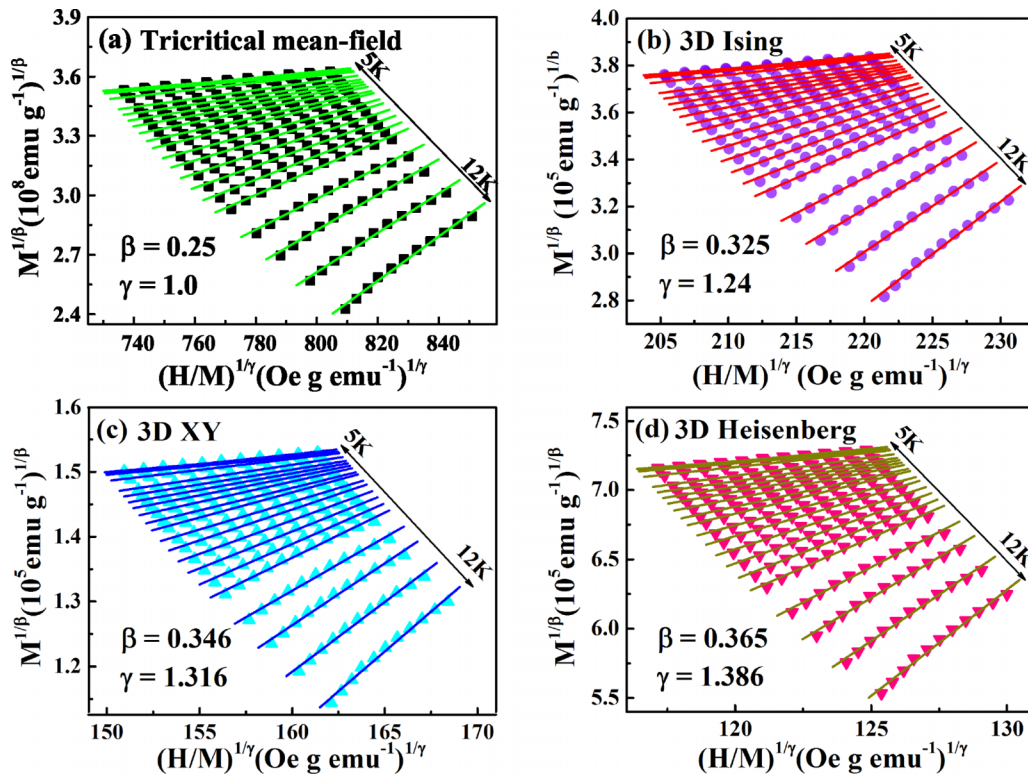 (a) Tricritical mean-field
3.9
3.6
3.3
3.0
2.7
2.4
M^{1/β}(10^8 emu g^{-1})^{1/β}
5K
12K
β = 0.25
γ = 1.0
740 760 780 800 820 840
(H/M)^{1/γ}(Oe g emu^{-1})^{1/γ}
(b) 3D Ising
4.0
3.8
3.6
3.4
3.2
3.0
2.8
M^{1/β}(10^5 emu g^{-1})^{1/b}
5K
12K
β = 0.325
γ = 1.24
205 210 215 220 225 230
(H/M)^{1/γ} (Oe g emu^{-1})^{1/γ}
(c) 3D XY
1.6
1.5
1.4
1.3
1.2
M^{1/β}(10^5 emu g^{-1})^{1/β}
5K
12K
β = 0.346
γ = 1.316
150 155 160 165 170
(H/M)^{1/γ}(Oe g emu^{-1})^{1/γ}
(d) 3D Heisenberg
7.5
7.0
6.5
6.0
5.5
M^{1/β}(10^5 emu g^{-1})^{1/β}
5K
12K
β = 0.365
γ = 1.386
120 125 130
(H/M)^{1/γ}(Oe g emu^{-1})^{1/γ}